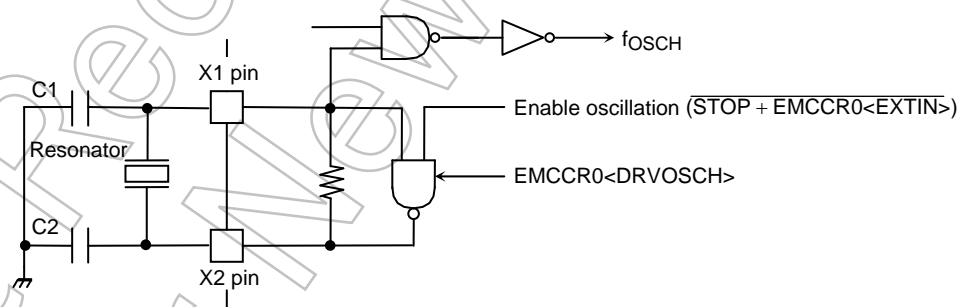 fOSCH
X1 pin
C1
Enable oscillation (STOP + EMCCR0<EXTIN>)
Resonator
EMCCR0<DRVOSCH>
C2
X2 pin